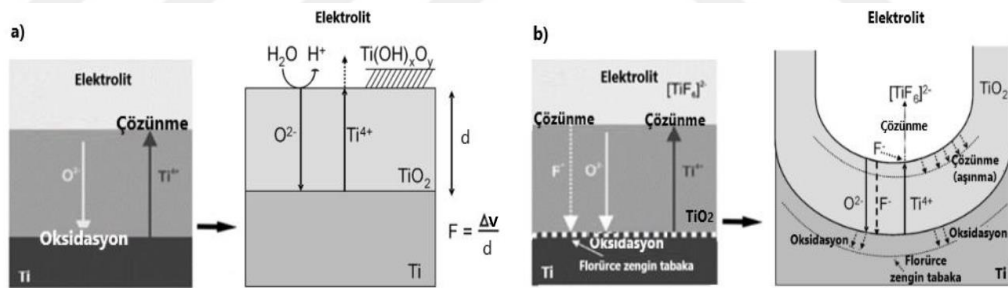 a)
Elektrolit
Çözünme
O²⁻
Ti⁴⁺
Oksidasyon
Ti
Elektrolit
H₂O
H⁺
Ti(OH)ₓOᵧ
O²⁻
Ti⁴⁺
d
TiO₂
F = ΔV/d
Ti
b)
Elektrolit
[TiF₆]²⁻
Çözünme
Çözünme
F⁻
O²⁻
Ti⁴⁺
TiO₂
Oksidasyon
Ti
Florürce zengin tabaka
Elektrolit
TiO₂
[TiF₆]²⁻
Çözünme
F⁻
Çözünme
(aşınma)
O²⁻
F⁻
Ti⁴⁺
Oksidasyon
Oksidasyon
Florürce
zengin tabaka
Ti